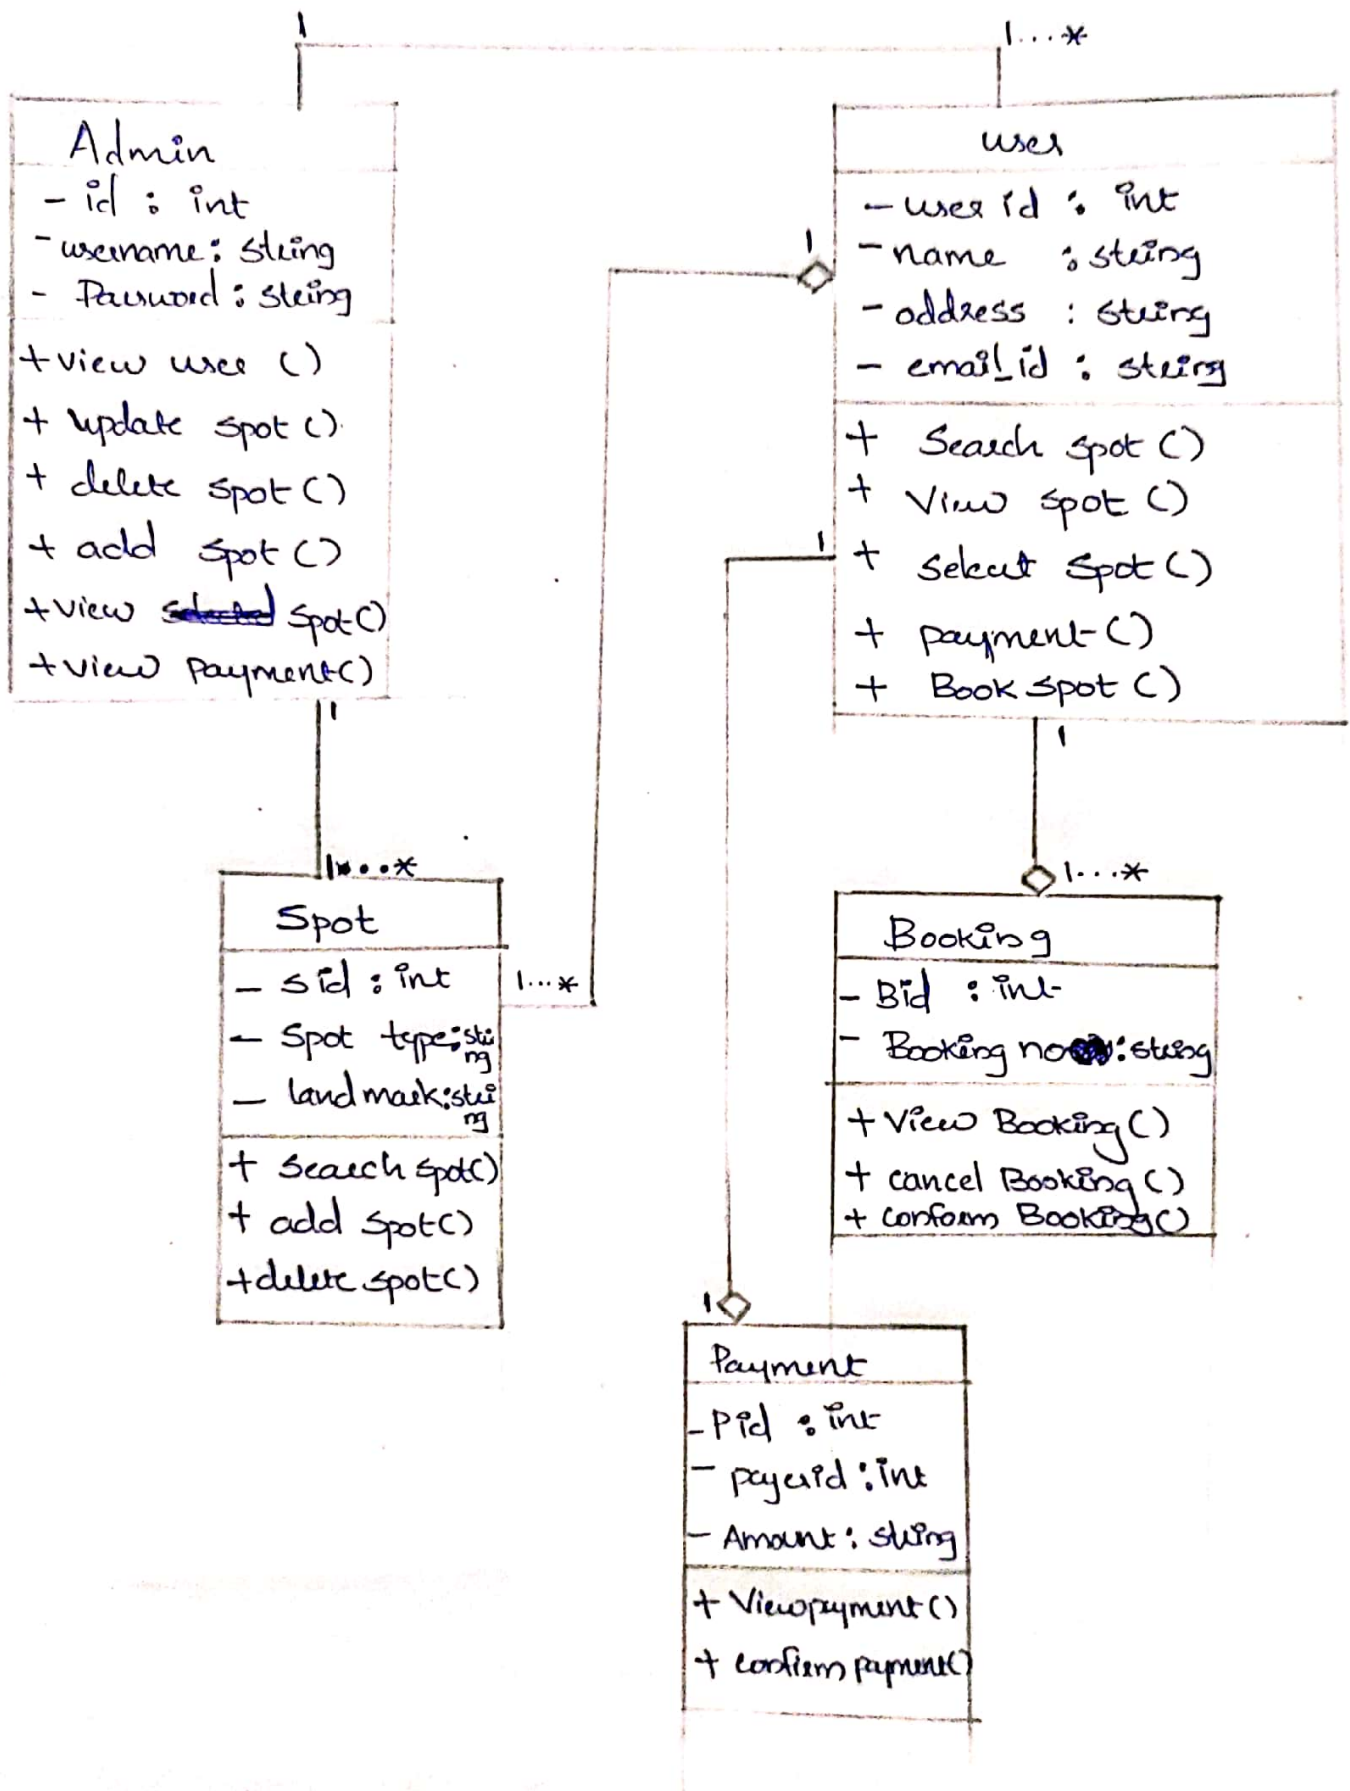 1
1...*
Admin
- id : int
- username : string
- Password : string
+ view user ()
+ update spot ()
+ delete spot ()
+ add spot ()
+ view spot ()
+ view payment ()
1
1...*
user
- user id : int
- name : string
- address : string
- email_id : string
+ Search spot ()
+ View spot ()
+ Select spot ()
+ payment ()
+ Book spot ()
1
1
1
1...*
Spot
- sid : int
- Spot type : string
- landmark : string
+ search spot()
+ add spot()
+ delete spot()
1...*
Booking
- Bid : int
- Booking no : string
+ View Booking ()
+ cancel Booking ()
+ conform Booking ()
1
Payment
- Pid : int
- payerid : int
- Amount : string
+ Viewpayment ()
+ confirm payment()